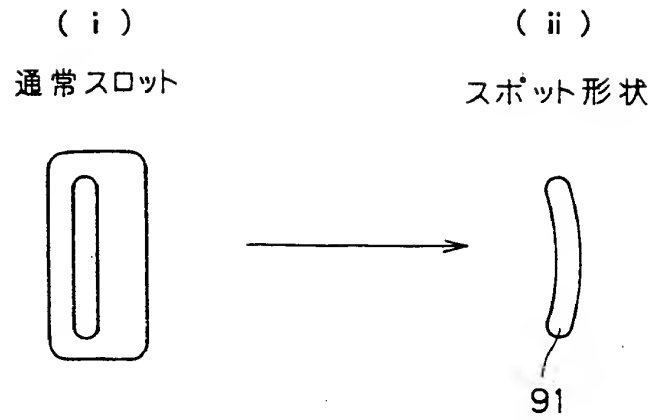 ( i )
通常スロット
( ii )
スポット形状
91